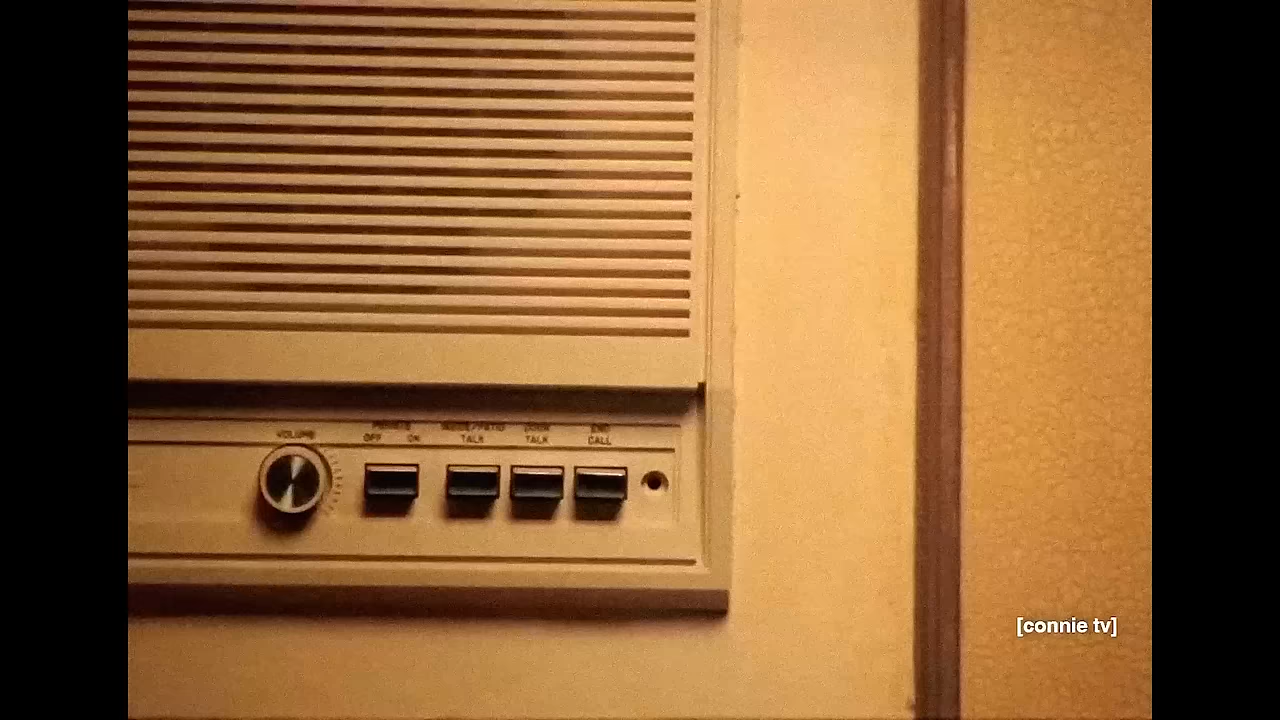 VOLUME
PRIVATE
OFF ON
INSIDE/PATIO
TALK
DOOR
TALK
END
CALL
[connie tv]